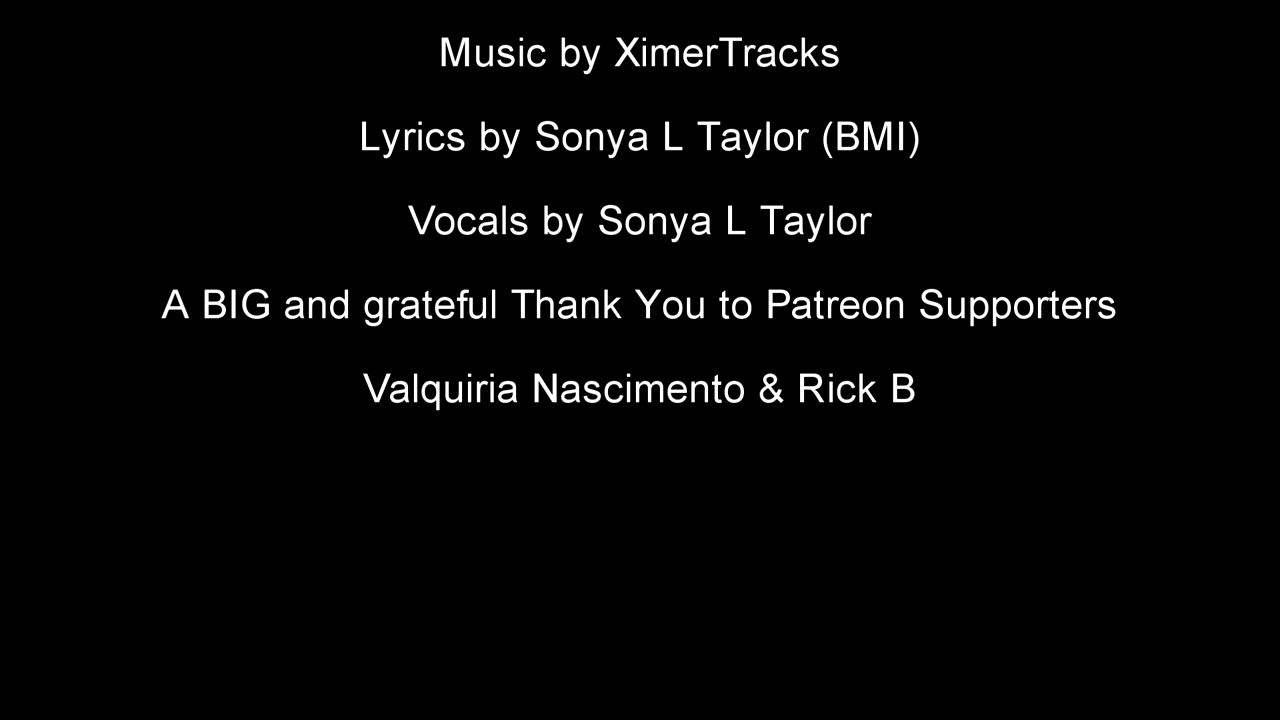 Music by XimerTracks
Lyrics by Sonya L Taylor (BMI)
Vocals by Sonya L Taylor
A BIG and grateful Thank You to Patreon Supporters
Valquiria Nascimento & Rick B